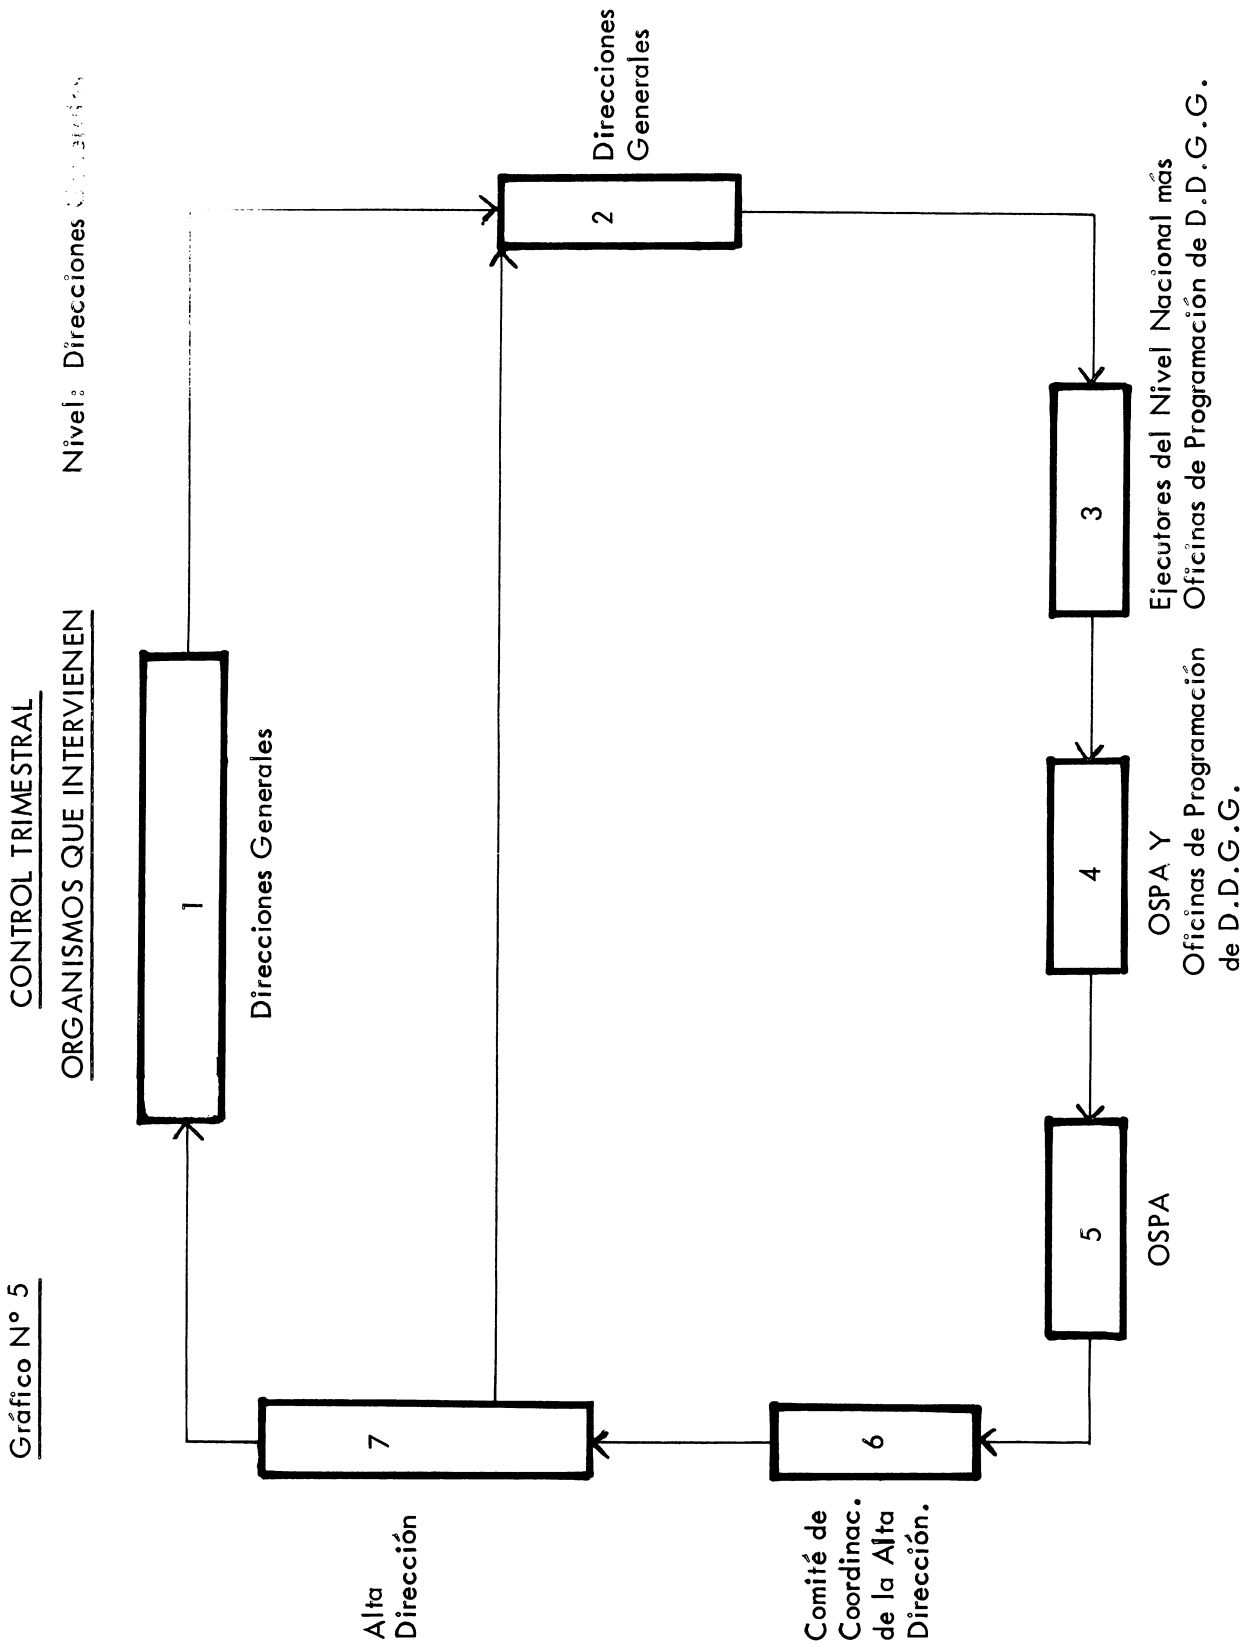 Gráfico N° 5
CONTROL TRIMESTRAL
ORGANISMOS QUE INTERVIENEN
Nivel: Direcciones
1
Direcciones Generales
2
Direcciones
Generales
3
Ejecutores del Nivel Nacional más
Oficinas de Programación de D.D.G.G.
4
OSPA Y
Oficinas de Programación
de D.D.G.G.
5
OSPA
6
Comité de
Coordinac.
de la Alta
Dirección.
7
Alta
Dirección